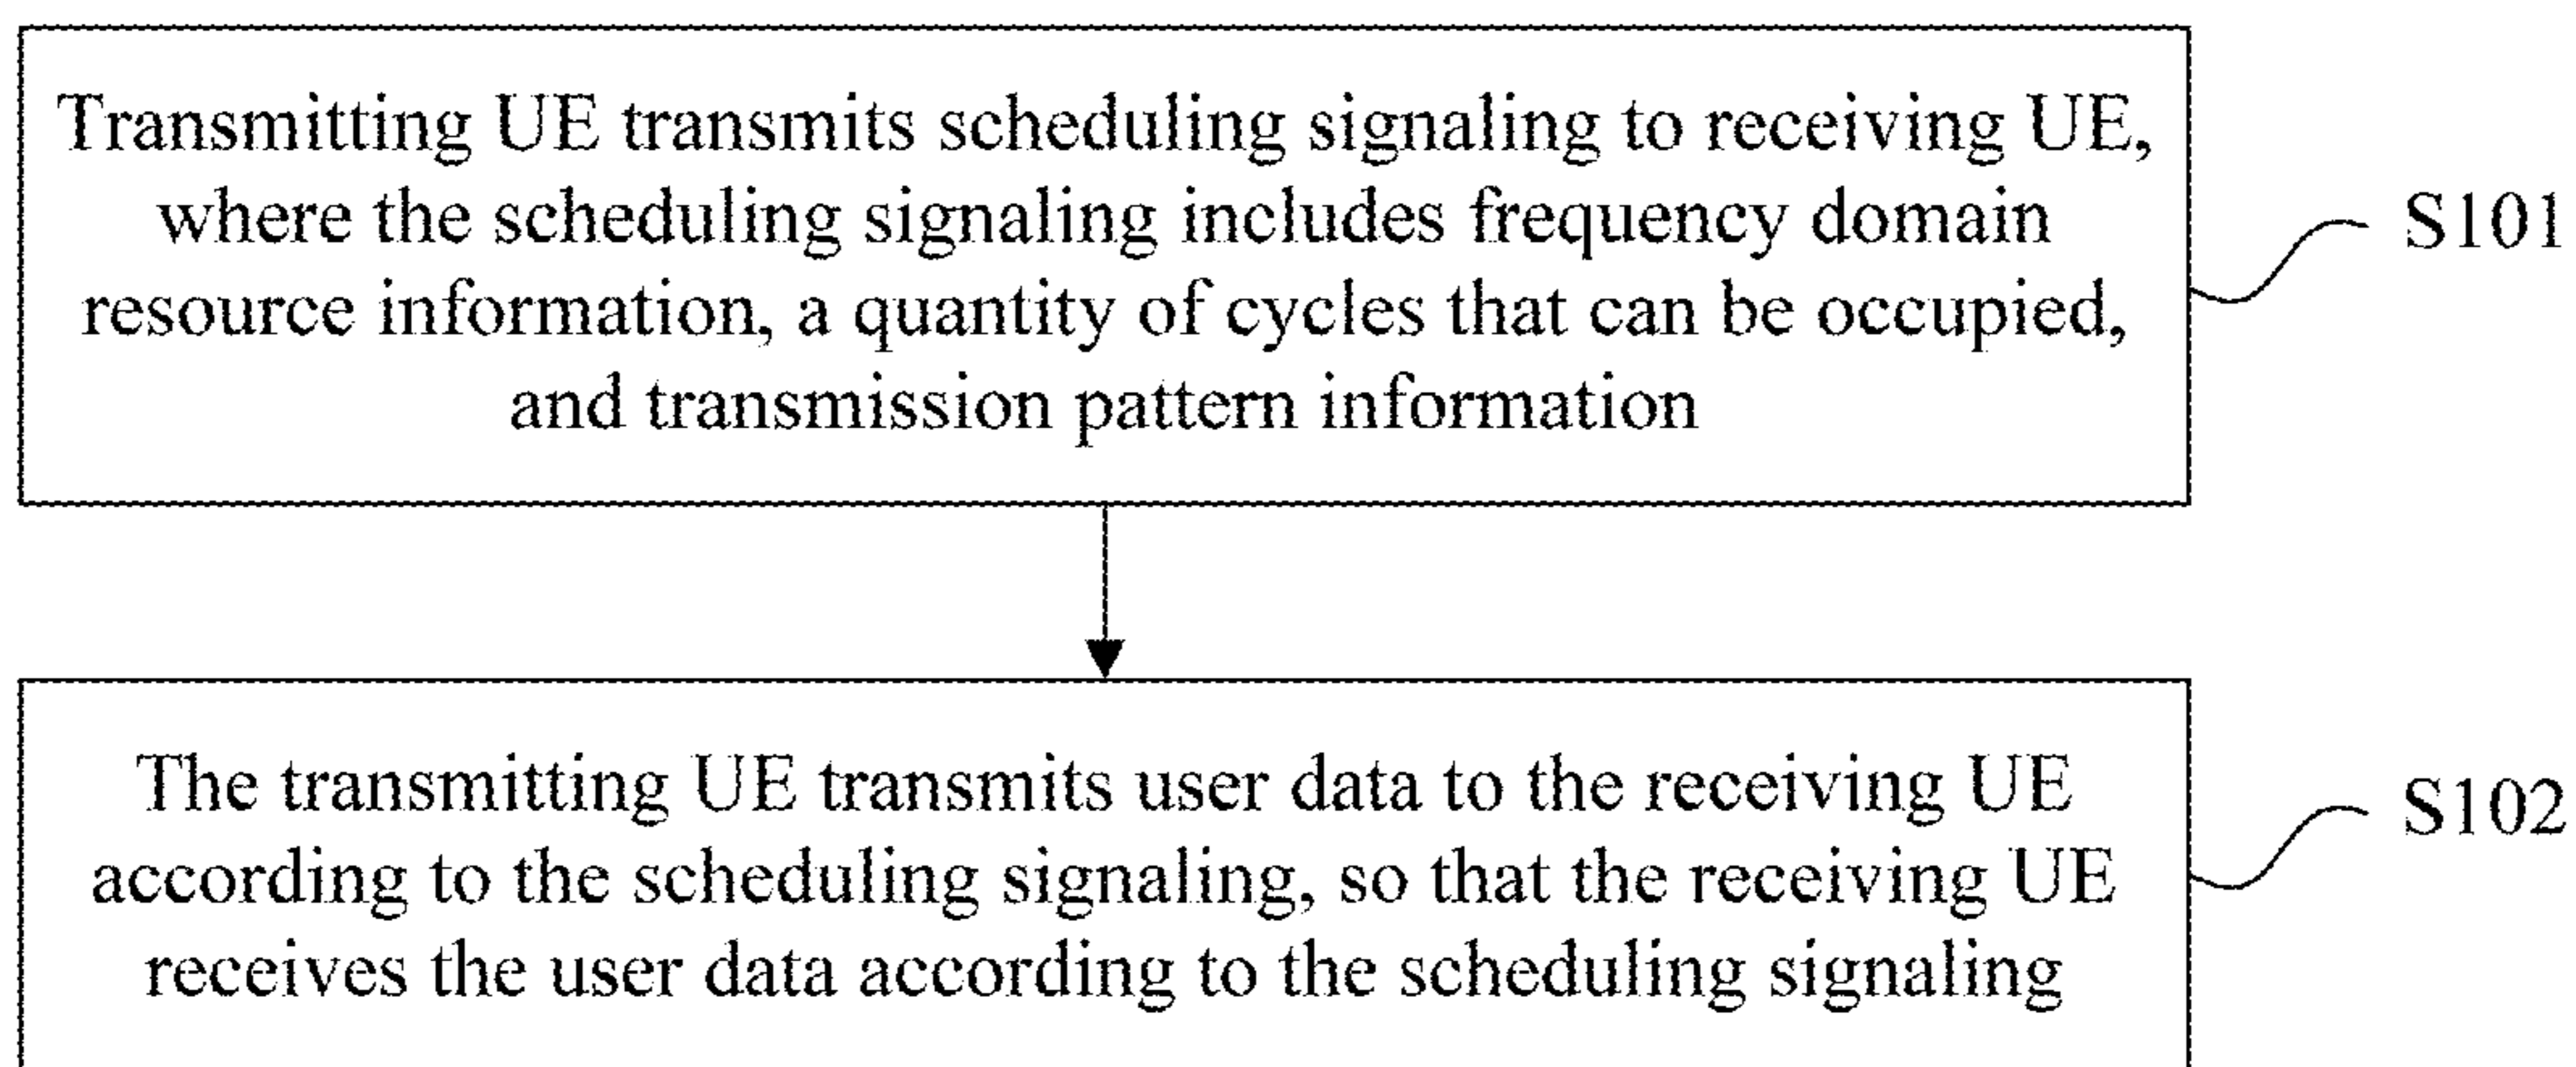 Transmitting UE transmits scheduling signaling to receiving UE,
where the scheduling signaling includes frequency domain
resource information, a quantity of cycles that can be occupied,
and transmission pattern information
S101
The transmitting UE transmits user data to the receiving UE
according to the scheduling signaling, so that the receiving UE
receives the user data according to the scheduling signaling
S102